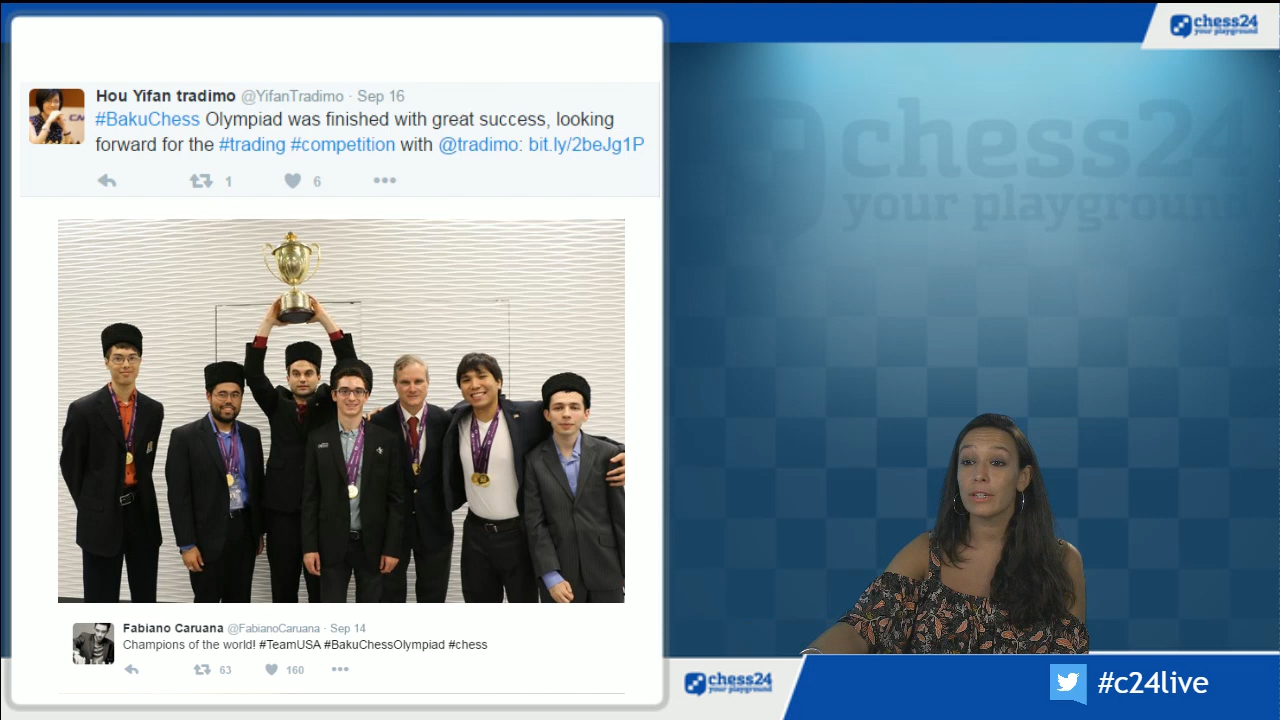 Hou Yifan tradimo @YifanTradimo · Sep 16
#BakuChess Olympiad was finished with great success, looking
forward for the #trading #competition with @tradimo: bit.ly/2beJg1P
1 6
Fabiano Caruana @FabianoCaruana · Sep 14
Champions of the world! #TeamUSA #BakuChessOlympiad #chess
63 160
chess24
your playground
chess24
your playground
chess24
your playground
#c24live